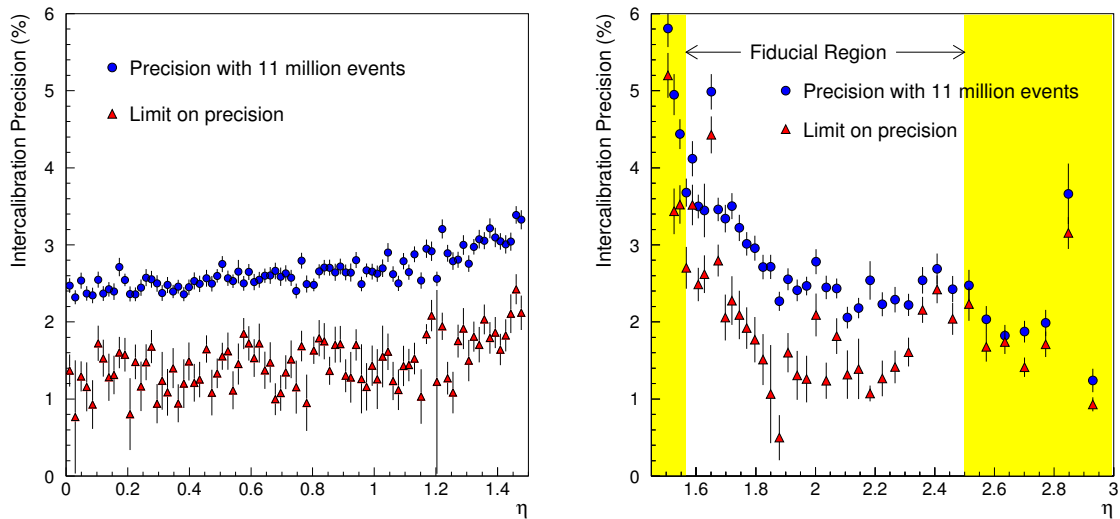 Intercalibration Precision (%)
6
5
4
3
2
1
0
Precision with 11 million events
Limit on precision
0 0.2 0.4 0.6 0.8 1 1.2 1.4
η
Intercalibration Precision (%)
6
5
4
3
2
1
0
Fiducial Region
Precision with 11 million events
Limit on precision
1.6 1.8 2 2.2 2.4 2.6 2.8 3
η